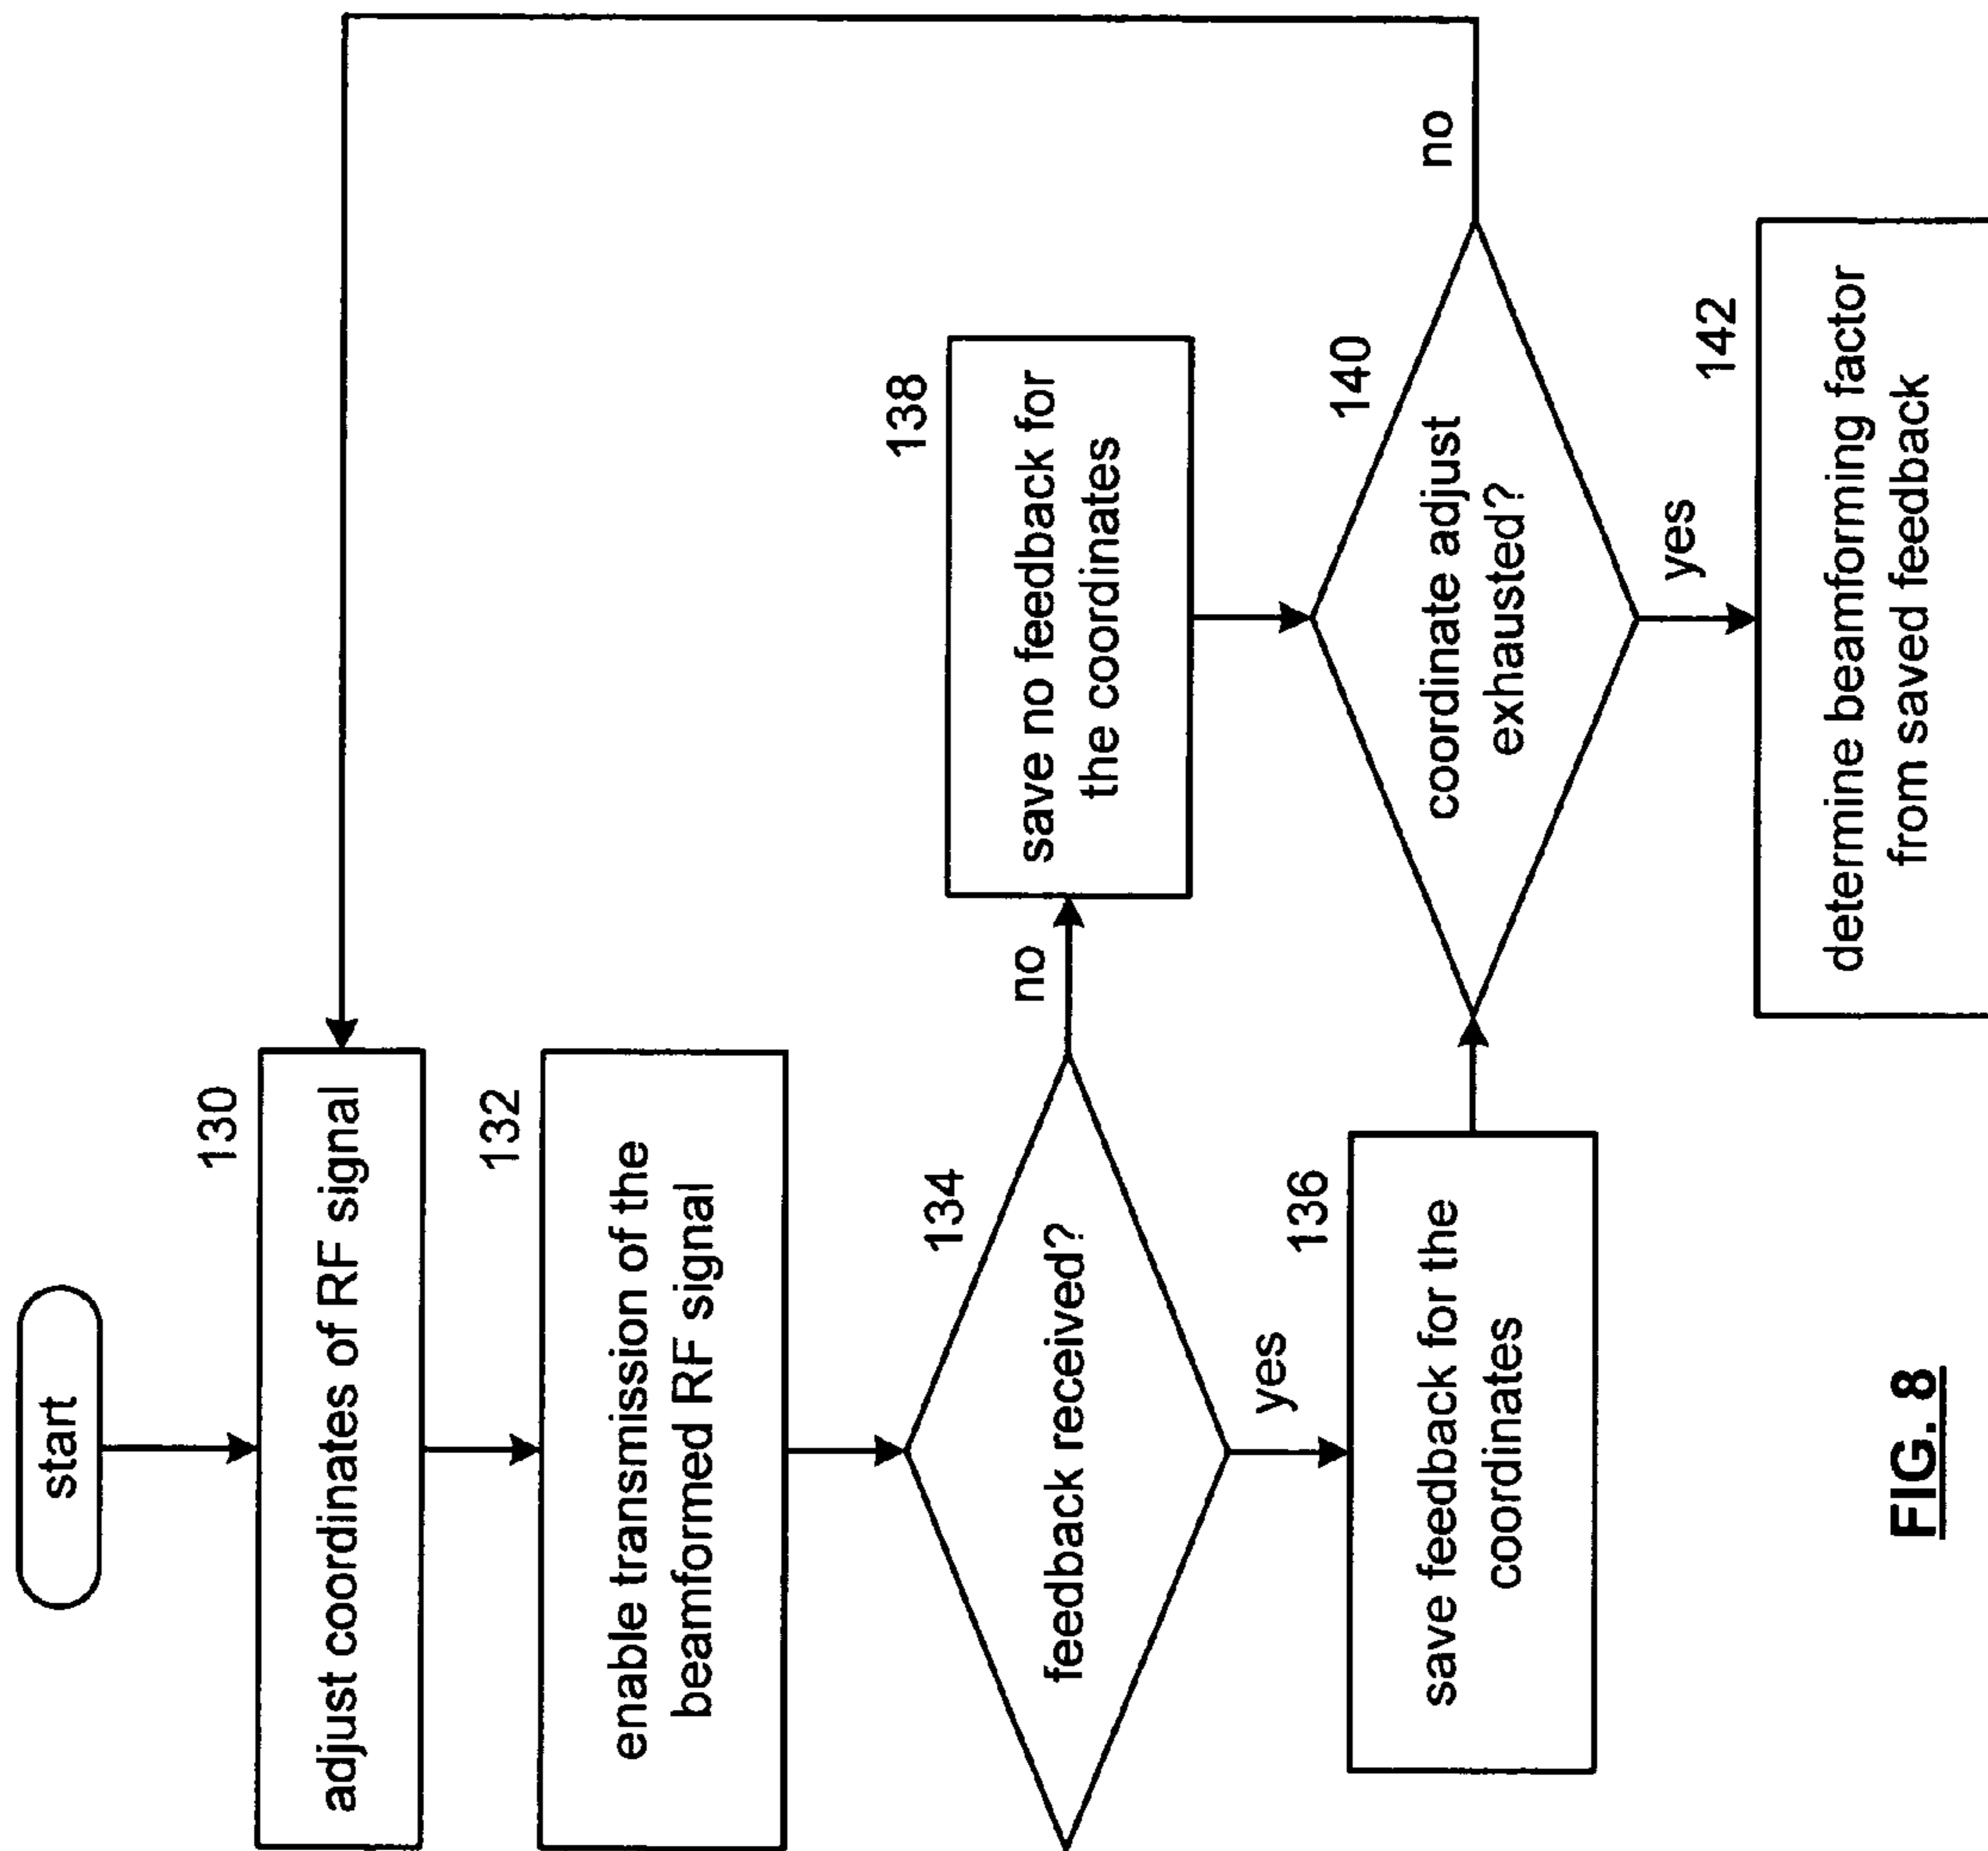 start
130
adjust coordinates of RF signal
132
enable transmission of the
beamformed RF signal
134
feedback received?
no
yes
138
save no feedback for
the coordinates
136
save feedback for the
coordinates
140
coordinate adjust
exhausted?
no
yes
142
determine beamforming factor
from saved feedback
FIG. 8